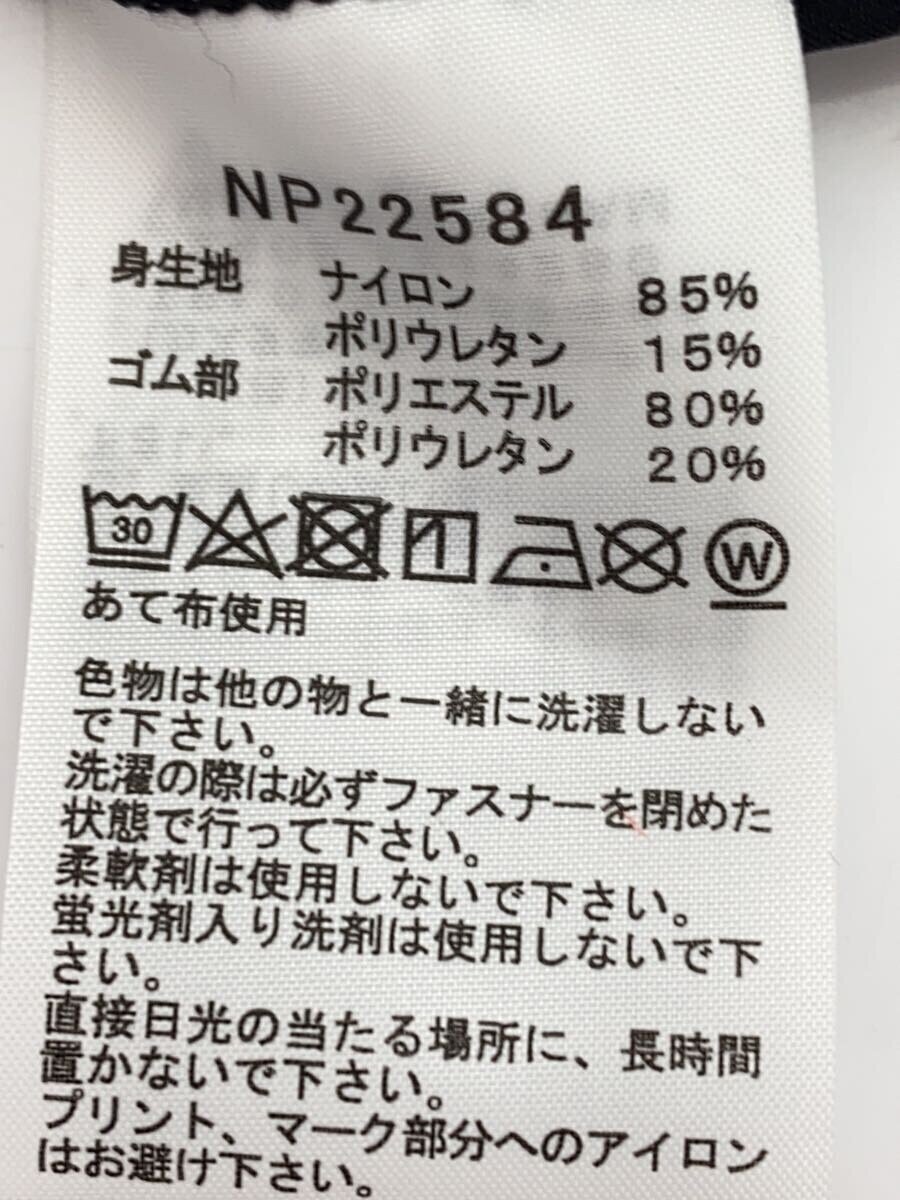 NP22584
身生地 ナイロン 85%
ポリウレタン 15%
ゴム部 ポリエステル 80%
ポリウレタン 20%
30 W
あて布使用
色物は他の物と一緒に洗濯しない
で下さい。
洗濯の際は必ずファスナーを閉めた
状態で行って下さい。
柔軟剤は使用しないで下さい。
蛍光剤入り洗剤は使用しないで下
さい。
直接日光の当たる場所に、長時間
置かないで下さい。
プリント、マーク部分へのアイロン
はお避け下さい。